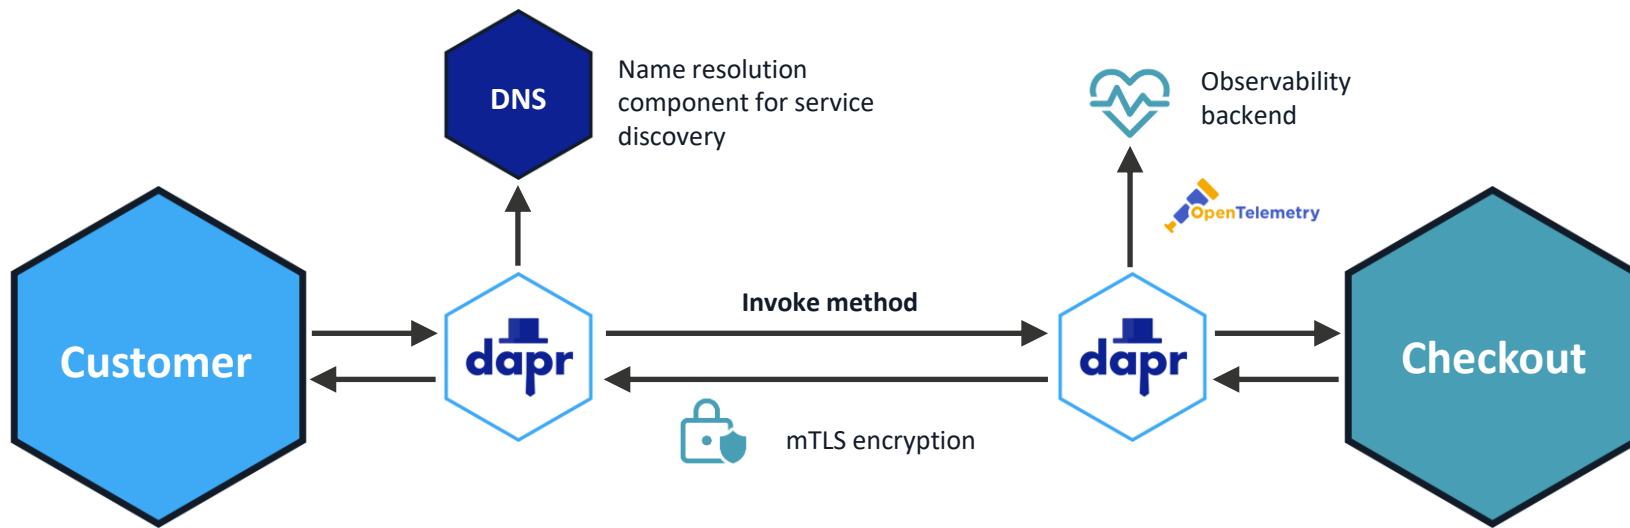 DNS
Name resolution
component for service
discovery
Observability
backend
OpenTelemetry
Customer
dapr
Invoke method
dapr
Checkout
mTLS encryption